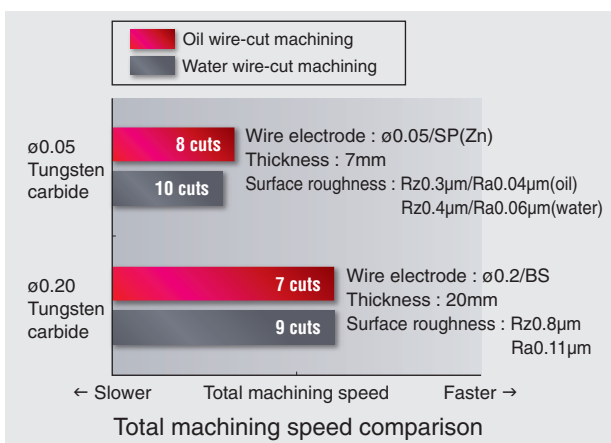 Oil wire-cut machining
Water wire-cut machining
ø0.05
Tungsten
carbide
8 cuts
10 cuts
Wire electrode : ø0.05/SP(Zn)
Thickness : 7mm
Surface roughness : Rz0.3µm/Ra0.04µm(oil)
Rz0.4µm/Ra0.06µm(water)
ø0.20
Tungsten
carbide
7 cuts
9 cuts
Wire electrode : ø0.2/BS
Thickness : 20mm
Surface roughness : Rz0.8µm
Ra0.11µm
← Slower Total machining speed Faster →
Total machining speed comparison